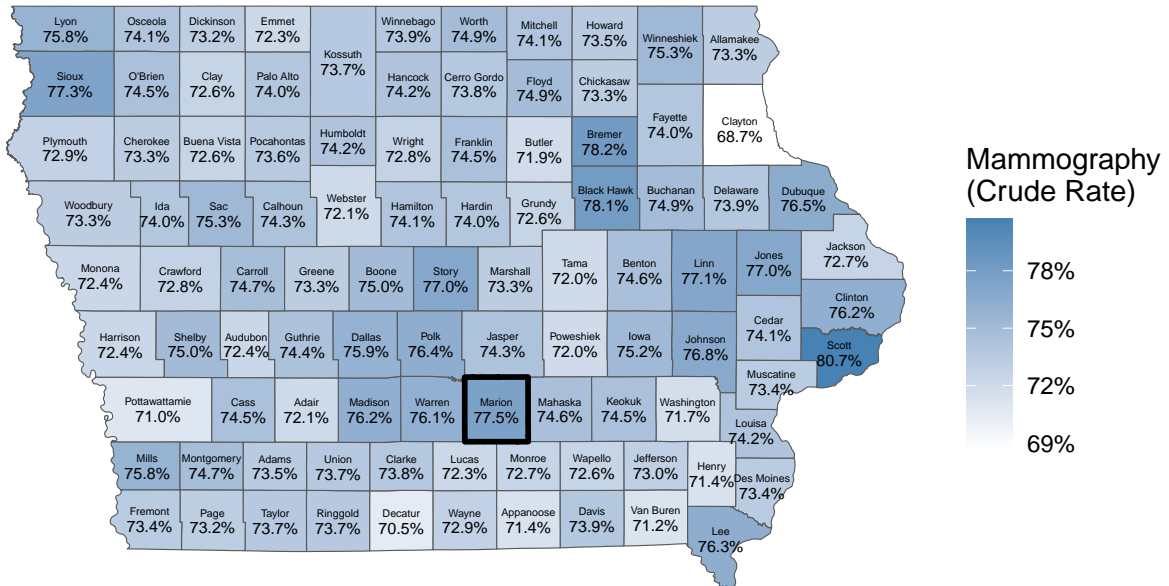 Lyon
75.8%
Osceola
74.1%
Dickinson
73.2%
Emmet
72.3%
Kossuth
73.7%
Winnebago
73.9%
Worth
74.9%
Mitchell
74.1%
Howard
73.5%
Winneshiek
75.3%
Allamakee
73.3%
Sioux
77.3%
O'Brien
74.5%
Clay
72.6%
Palo Alto
74.0%
Hancock
74.2%
Cerro Gordo
73.8%
Floyd
74.9%
Chickasaw
73.3%
Fayette
74.0%
Clayton
68.7%
Plymouth
72.9%
Cherokee
73.3%
Buena Vista
72.6%
Pocahontas
73.6%
Humboldt
74.2%
Wright
72.8%
Franklin
74.5%
Butler
71.9%
Bremer
78.2%
Woodbury
73.3%
Ida
74.0%
Sac
75.3%
Calhoun
74.3%
Webster
72.1%
Hamilton
74.1%
Hardin
74.0%
Grundy
72.6%
Black Hawk
78.1%
Buchanan
74.9%
Delaware
73.9%
Dubuque
76.5%
Monona
72.4%
Crawford
72.8%
Carroll
74.7%
Greene
73.3%
Boone
75.0%
Story
77.0%
Marshall
73.3%
Tama
72.0%
Benton
74.6%
Linn
77.1%
Jones
77.0%
Jackson
72.7%
Clinton
76.2%
Harrison
72.4%
Shelby
75.0%
Audubon
72.4%
Guthrie
74.4%
Dallas
75.9%
Polk
76.4%
Jasper
74.3%
Poweshiek
72.0%
Iowa
75.2%
Johnson
76.8%
Cedar
74.1%
Scott
80.7%
Muscatine
73.4%
Pottawattamie
71.0%
Cass
74.5%
Adair
72.1%
Madison
76.2%
Warren
76.1%
Marion
77.5%
Mahaska
74.6%
Keokuk
74.5%
Washington
71.7%
Louisa
74.2%
Mills
75.8%
Montgomery
74.7%
Adams
73.5%
Union
73.7%
Clarke
73.8%
Lucas
72.3%
Monroe
72.7%
Wapello
72.6%
Jefferson
73.0%
Henry
71.4%
Des Moines
73.4%
Fremont
73.4%
Page
73.2%
Taylor
73.7%
Ringgold
73.7%
Decatur
70.5%
Wayne
72.9%
Appanoose
71.4%
Davis
73.9%
Van Buren
71.2%
Lee
76.3%
Mammography
(Crude Rate)
78%
75%
72%
69%